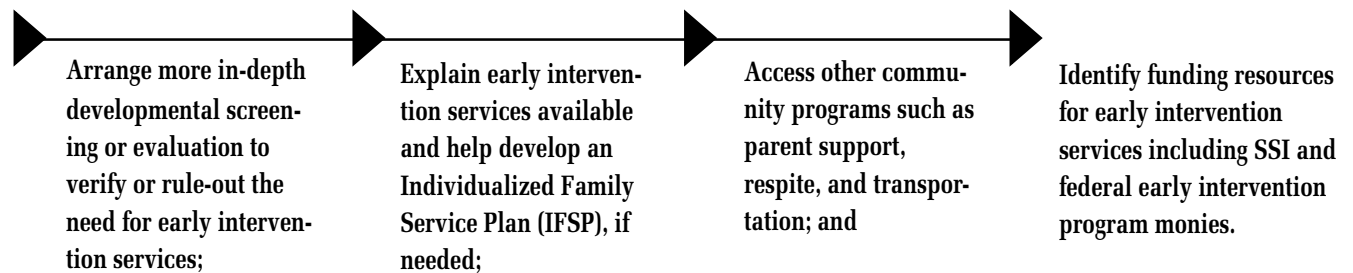 Arrange more in-depth
developmental screen-
ing or evaluation to
verify or rule-out the
need for early interven-
tion services;
Explain early interven-
tion services available
and help develop an
Individualized Family
Service Plan (IFSP), if
needed;
Access other commu-
nity programs such as
parent support,
respite, and transpor-
tation; and
Identify funding resources
for early intervention
services including SSI and
federal early intervention
program monies.